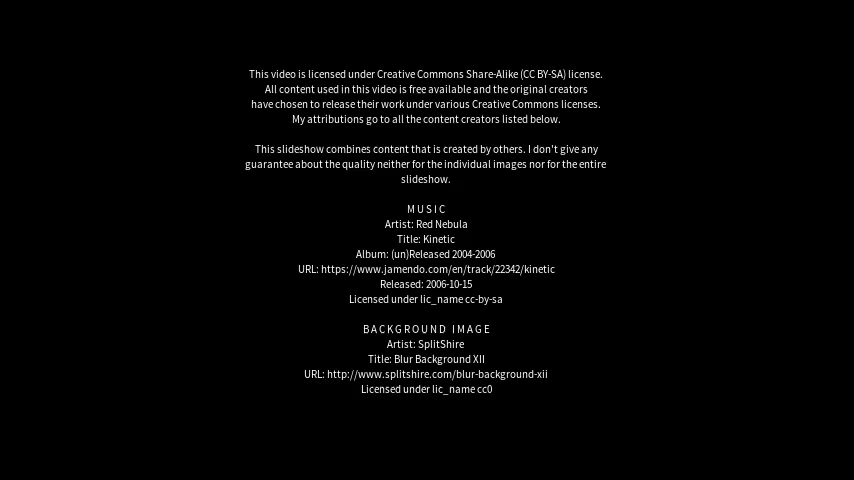 This video is licensed under Creative Commons Share-Alike (CC BY-SA) license.
All content used in this video is free available and the original creators
have chosen to release their work under various Creative Commons licenses.
My attributions go to all the content creators listed below.
This slideshow combines content that is created by others. I don't give any
guarantee about the quality neither for the individual images nor for the entire
slideshow.
MUSIC
Artist: Red Nebula
Title: Kinetic
Album: (un)Released 2004-2006
URL: https://www.jamendo.com/en/track/22342/kinetic
Released: 2006-10-15
Licensed under lic_name cc-by-sa
BACKGROUND IMAGE
Artist: SplitShire
Title: Blur Background XII
URL: http://www.splitshire.com/blur-background-xii
Licensed under lic_name cc0